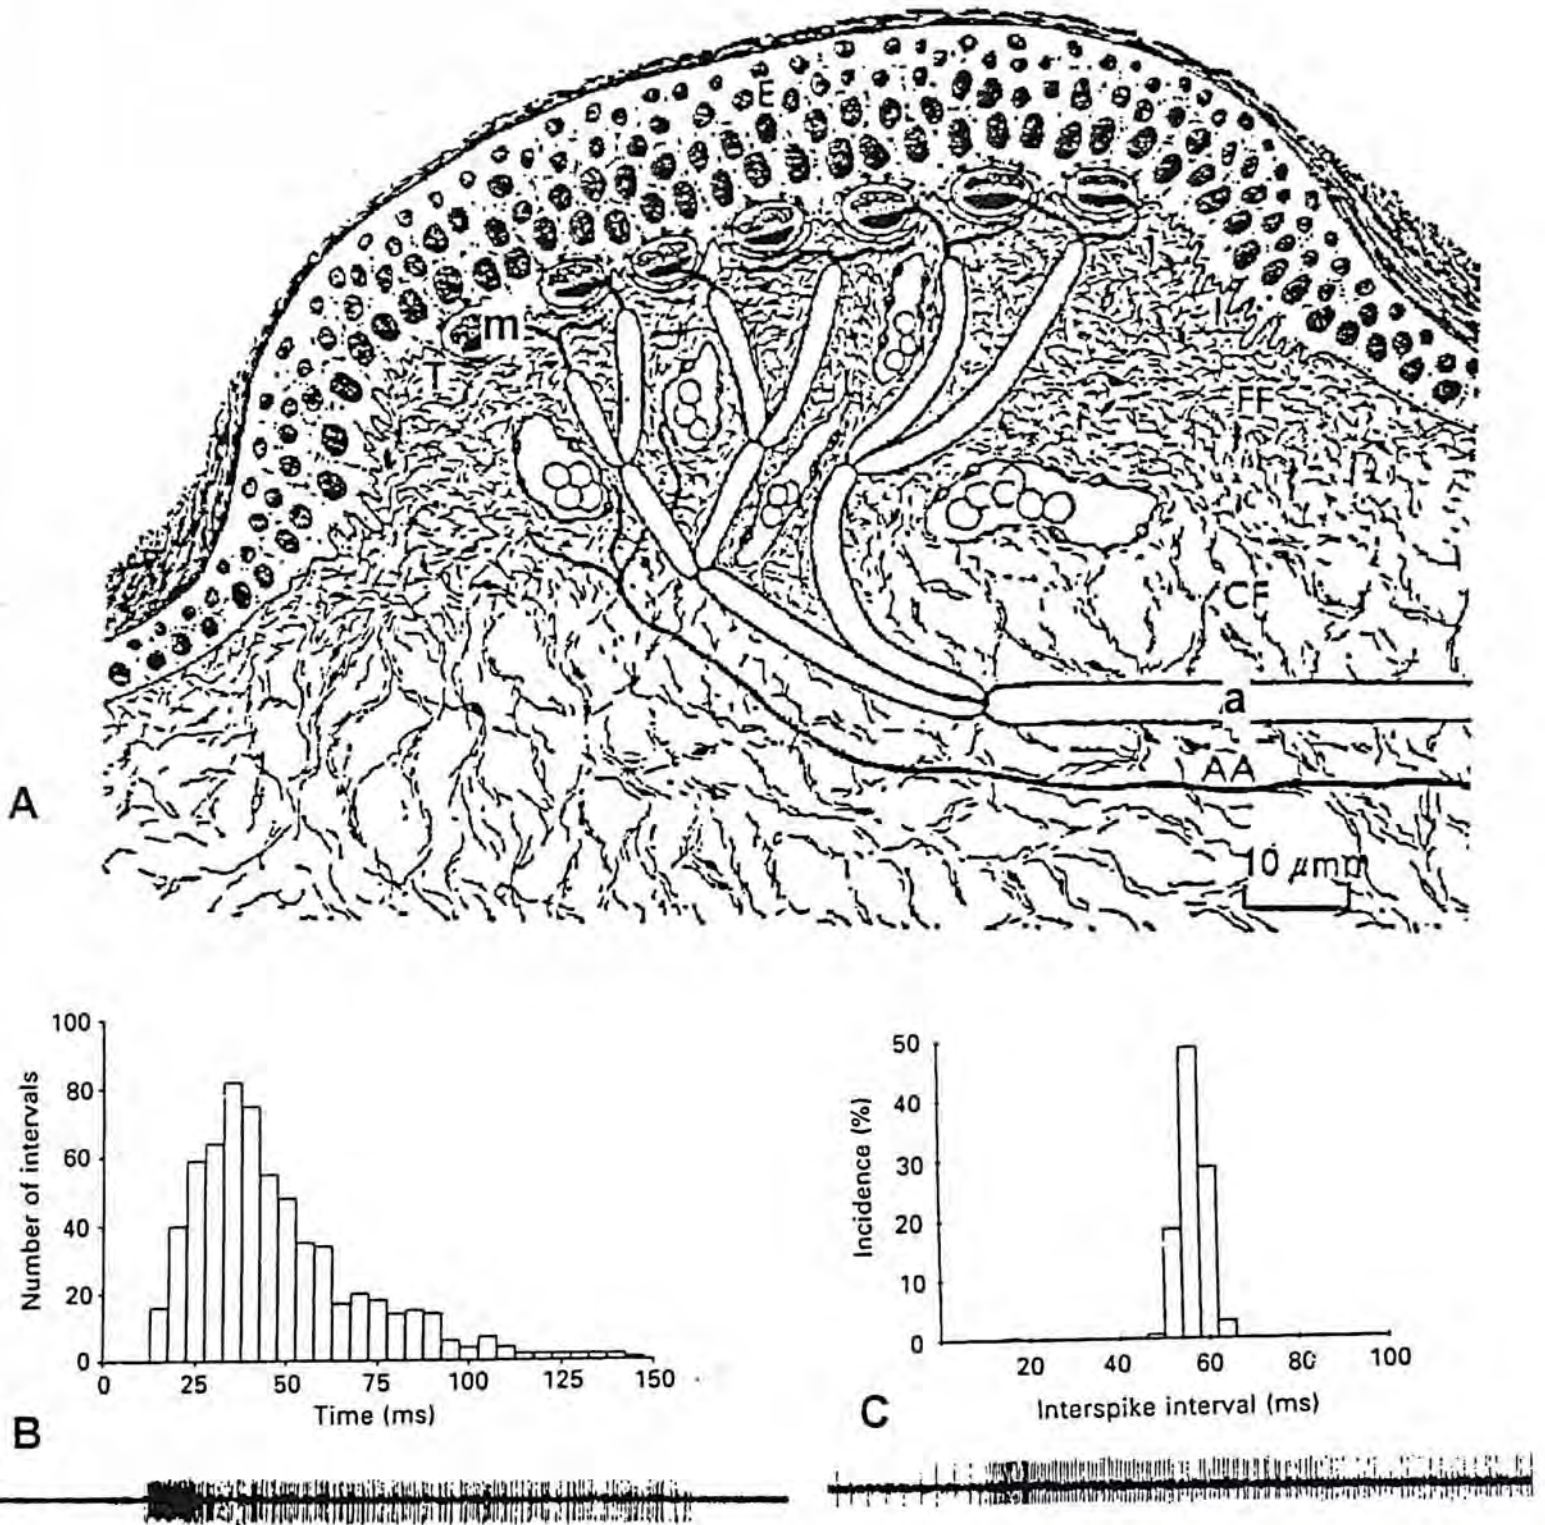 E
m
T
FF
CF
a
AA
10 μmm
A
100
80
60
40
20
0
Number of intervals
0 25 50 75 100 125 150
Time (ms)
B
50
40
30
20
10
0
Incidence (%)
20 40 60 80 100
Interspike interval (ms)
C